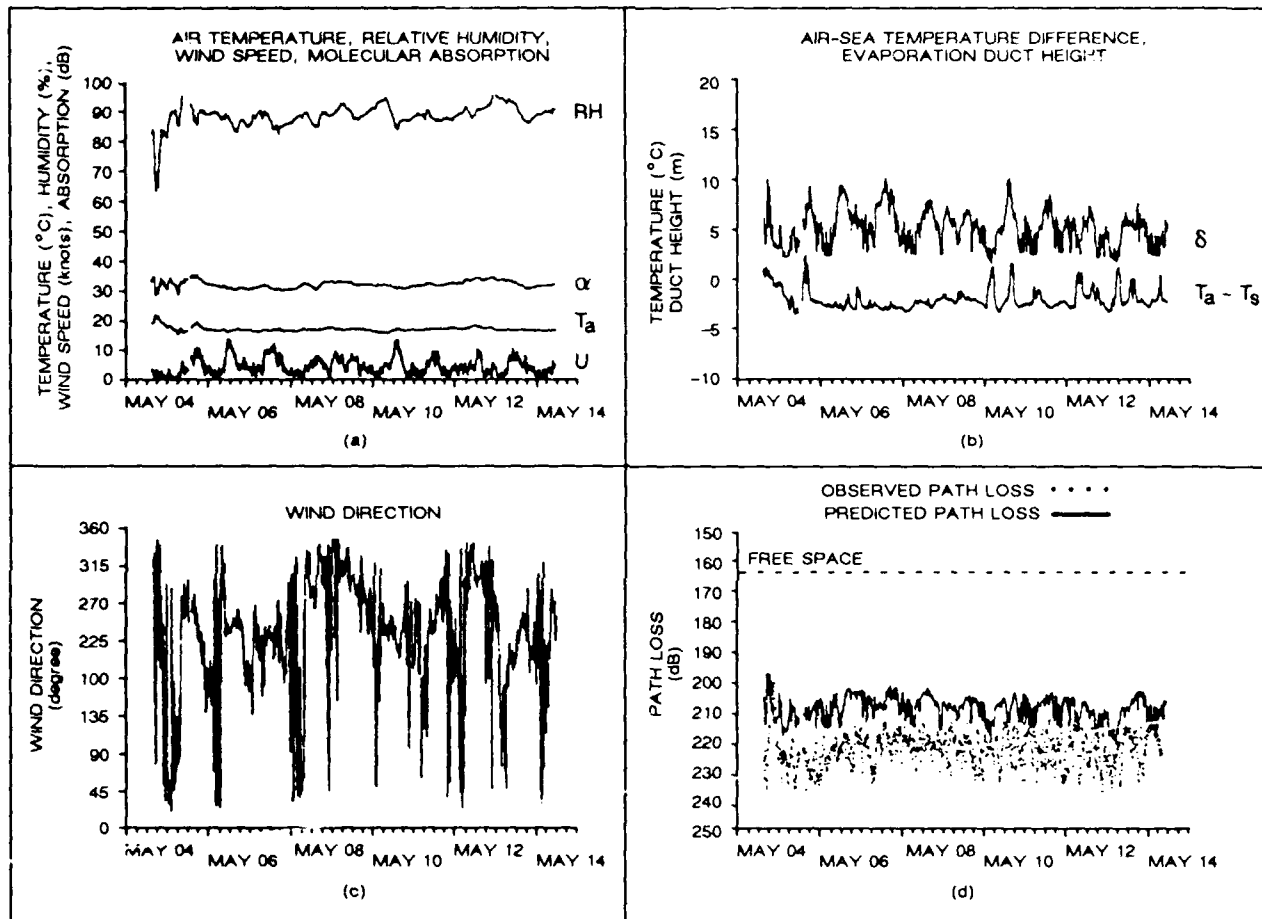 AIR TEMPERATURE, RELATIVE HUMIDITY,
WIND SPEED, MOLECULAR ABSORPTION
TEMPERATURE (°C), HUMIDITY (%),
WIND SPEED (knots), ABSORPTION (dB)
100
90
80
70
60
50
40
30
20
10
0
RH
α
Ta
U
MAY 04
MAY 06
MAY 08
MAY 10
MAY 12
MAY 14
(a)
AIR-SEA TEMPERATURE DIFFERENCE,
EVAPORATION DUCT HEIGHT
TEMPERATURE (°C)
DUCT HEIGHT (m)
20
15
10
5
0
-5
-10
δ
Ta - Ts
MAY 04
MAY 06
MAY 08
MAY 10
MAY 12
MAY 14
(b)
WIND DIRECTION
WIND DIRECTION
(degree)
360
315
270
225
100
135
90
45
0
MAY 04
MAY 06
MAY 08
MAY 10
MAY 12
MAY 14
(c)
OBSERVED PATH LOSS
PREDICTED PATH LOSS
FREE SPACE
PATH LOSS
(dB)
150
160
170
180
190
200
210
220
230
240
250
MAY 04
MAY 06
MAY 08
MAY 10
MAY 12
MAY 14
(d)